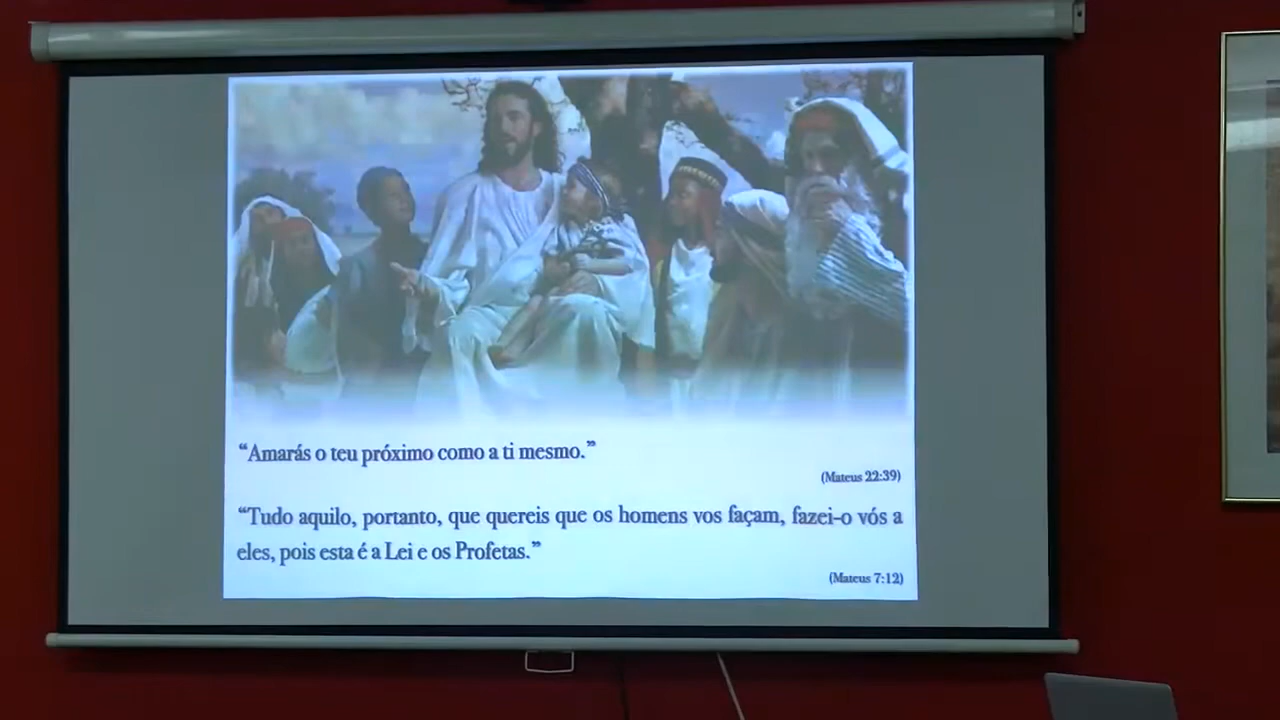 “Amarás o teu próximo como a ti mesmo.”
(Mateus 22:39)
“Tudo aquilo, portanto, que quereis que os homens vos façam, fazei-o vós a
eles, pois esta é a Lei e os Profetas.”
(Mateus 7:12)